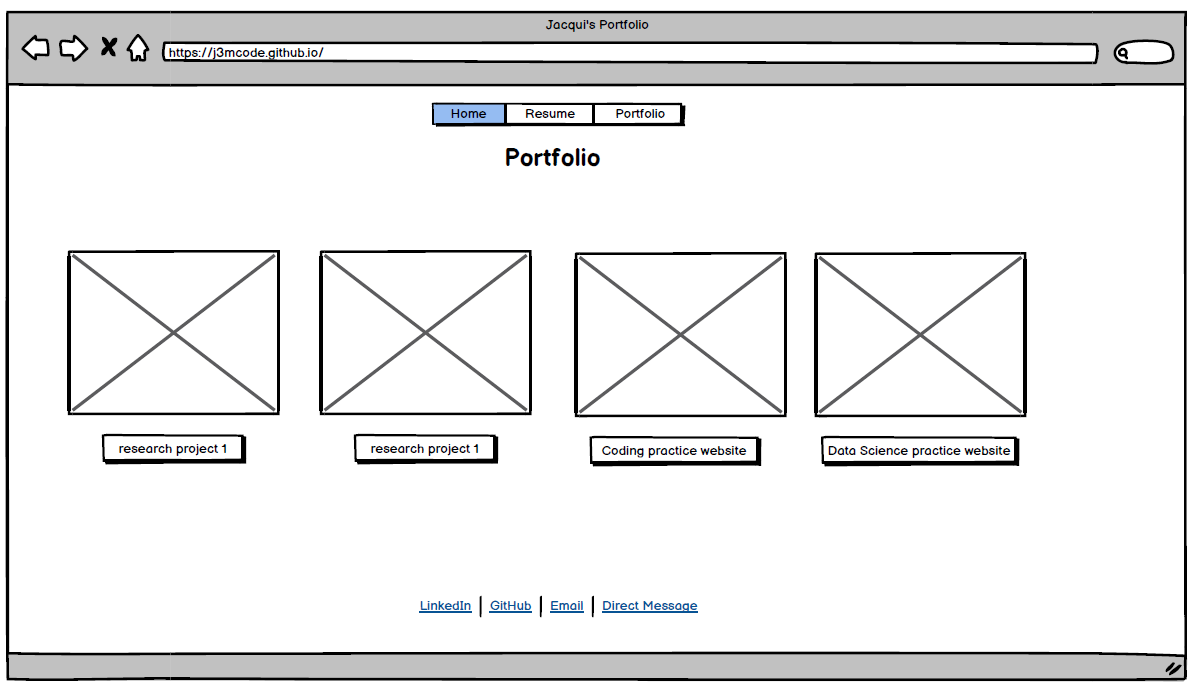 Jacqui's Portfolio
https://j3mcode.github.io/
Home Resume Portfolio
Portfolio
research project 1 research project 1 Coding practice website Data Science practice website
LinkedIn GitHub Email Direct Message